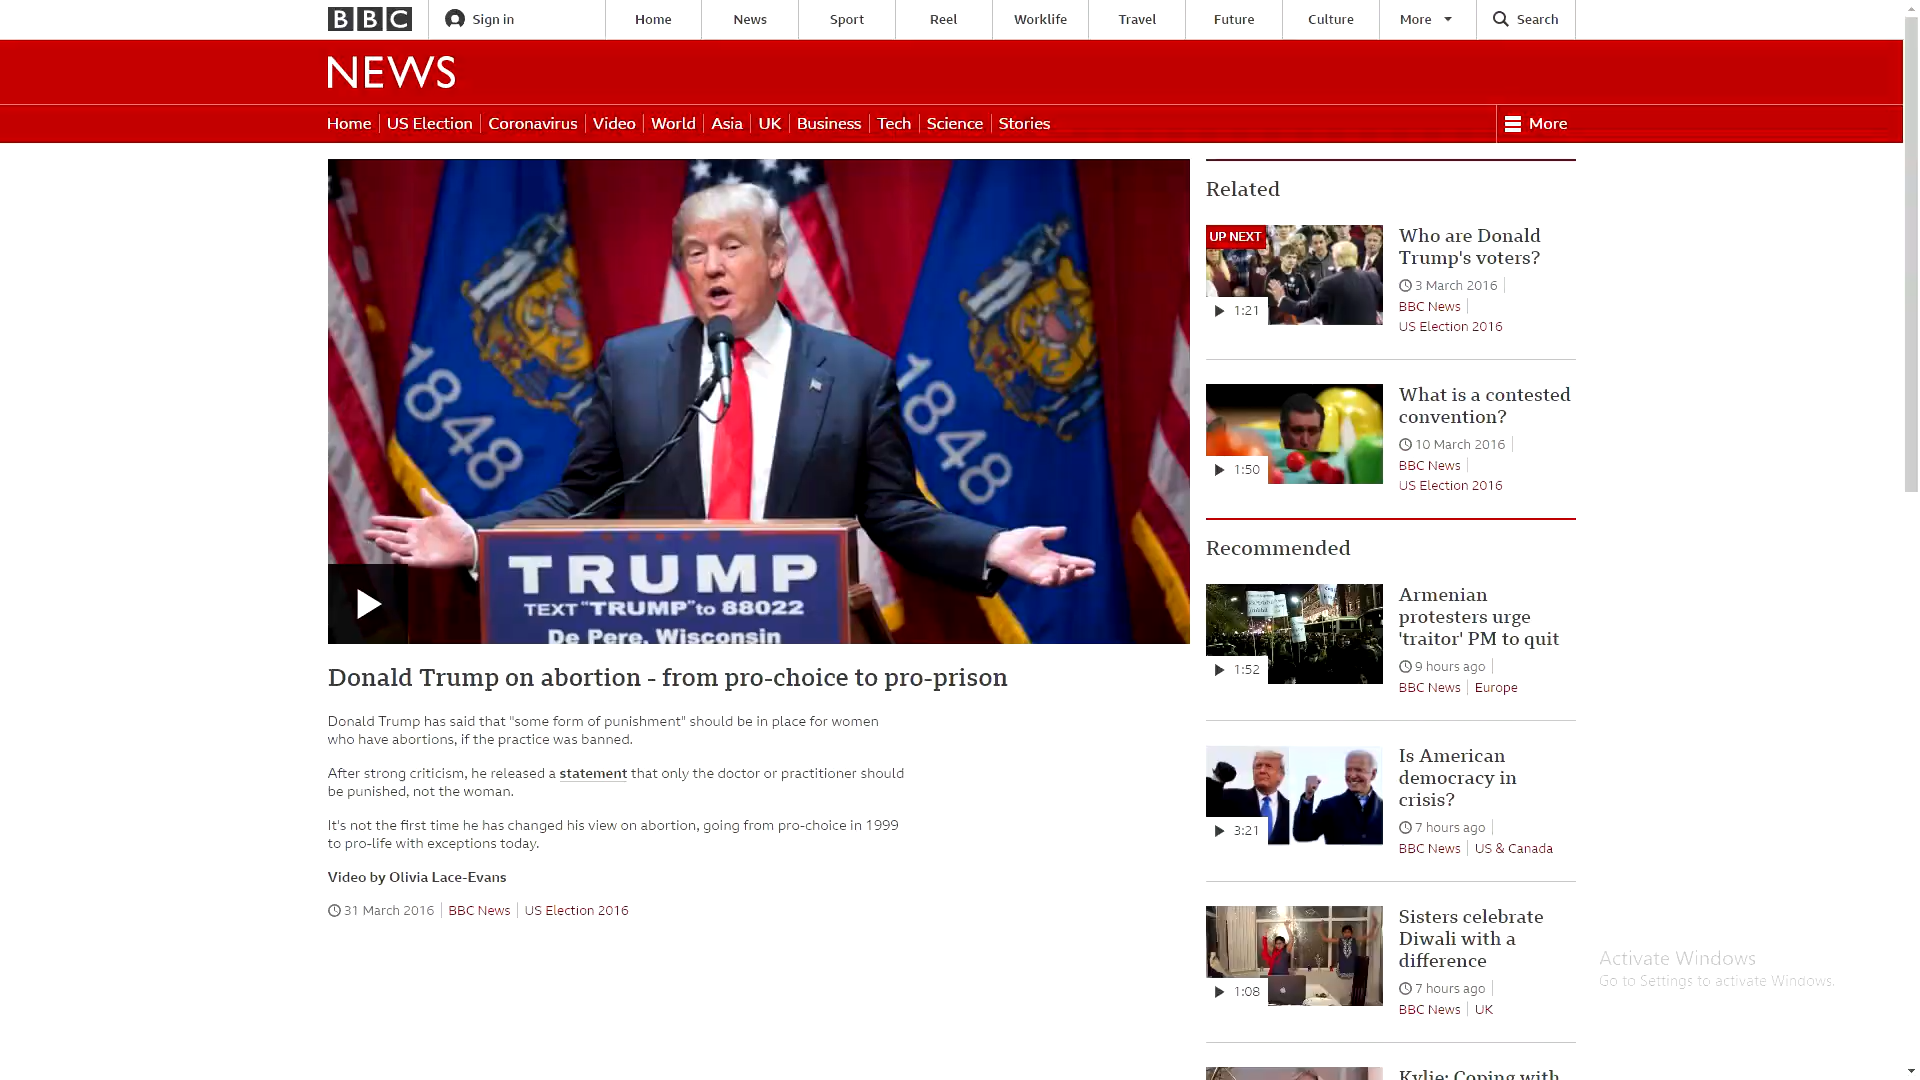 BBC
Sign in
Home
News
Sport
Reel
Worklife
Travel
Future
Culture
More
Search
NEWS
Home
US Election
Coronavirus
Video
World
Asia
UK
Business
Tech
Science
Stories
More
1848
1848
TRUMP
TEXT "TRUMP" to 88022
De Pere, Wisconsin
Donald Trump on abortion - from pro-choice to pro-prison
Donald Trump has said that "some form of punishment" should be in place for women
who have abortions, if the practice was banned.
After strong criticism, he released a statement that only the doctor or practitioner should
be punished, not the woman.
It's not the first time he has changed his view on abortion, going from pro-choice in 1999
to pro-life with exceptions today.
Video by Olivia Lace-Evans
31 March 2016
BBC News
US Election 2016
Related
UP NEXT
1:21
Who are Donald
Trump's voters?
3 March 2016
BBC News
US Election 2016
1:50
What is a contested
convention?
10 March 2016
BBC News
US Election 2016
Recommended
1:52
Armenian
protesters urge
'traitor' PM to quit
9 hours ago
BBC News
Europe
3:21
Is American
democracy in
crisis?
7 hours ago
BBC News
US & Canada
1:08
Sisters celebrate
Diwali with a
difference
7 hours ago
BBC News
UK
Kylie: Coping with
Activate Windows
Go to Settings to activate Windows.